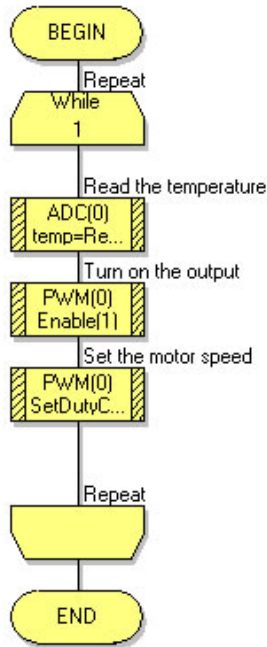 BEGIN
Repeat
While
1
Read the temperature
ADC(0)
temp=Re...
Turn on the output
PWM(0)
Enable(1)
Set the motor speed
PWM(0)
SetDutyC...
Repeat
END